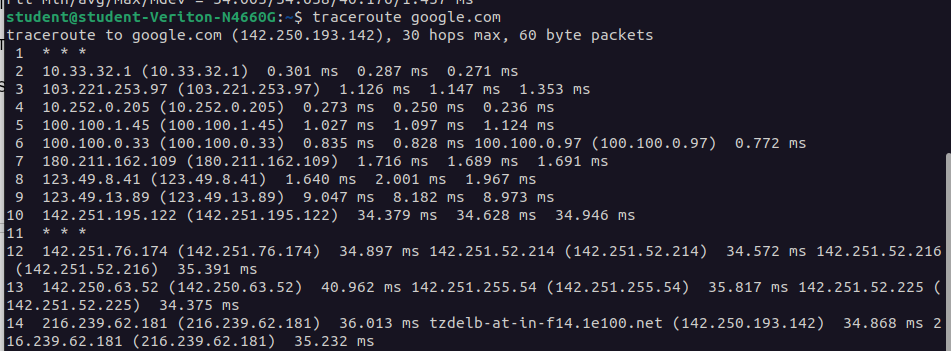 student@student-Veriton-N4660G:~$ traceroute google.com
traceroute to google.com (142.250.193.142), 30 hops max, 60 byte packets
 1  * * *
 2  10.33.32.1 (10.33.32.1)  0.301 ms  0.287 ms  0.271 ms
 3  103.221.253.97 (103.221.253.97)  1.126 ms  1.147 ms  1.353 ms
 4  10.252.0.205 (10.252.0.205)  0.273 ms  0.250 ms  0.236 ms
 5  100.100.1.45 (100.100.1.45)  1.027 ms  1.097 ms  1.124 ms
 6  100.100.0.33 (100.100.0.33)  0.835 ms  0.828 ms 100.100.0.97 (100.100.0.97)  0.772 ms
 7  180.211.162.109 (180.211.162.109)  1.716 ms  1.689 ms  1.691 ms
 8  123.49.8.41 (123.49.8.41)  1.640 ms  2.001 ms  1.967 ms
 9  123.49.13.89 (123.49.13.89)  9.047 ms  8.182 ms  8.973 ms
10  142.251.195.122 (142.251.195.122)  34.379 ms  34.628 ms  34.946 ms
11  * * *
12  142.251.76.174 (142.251.76.174)  34.897 ms 142.251.52.214 (142.251.52.214)  34.572 ms 142.251.52.216
 (142.251.52.216)  35.391 ms
13  142.250.63.52 (142.250.63.52)  40.962 ms 142.251.255.54 (142.251.255.54)  35.817 ms 142.251.52.225 (
142.251.52.225)  34.375 ms
14  216.239.62.181 (216.239.62.181)  36.013 ms tzdelb-at-in-f14.1e100.net (142.250.193.142)  34.868 ms 2
16.239.62.181 (216.239.62.181)  35.232 ms